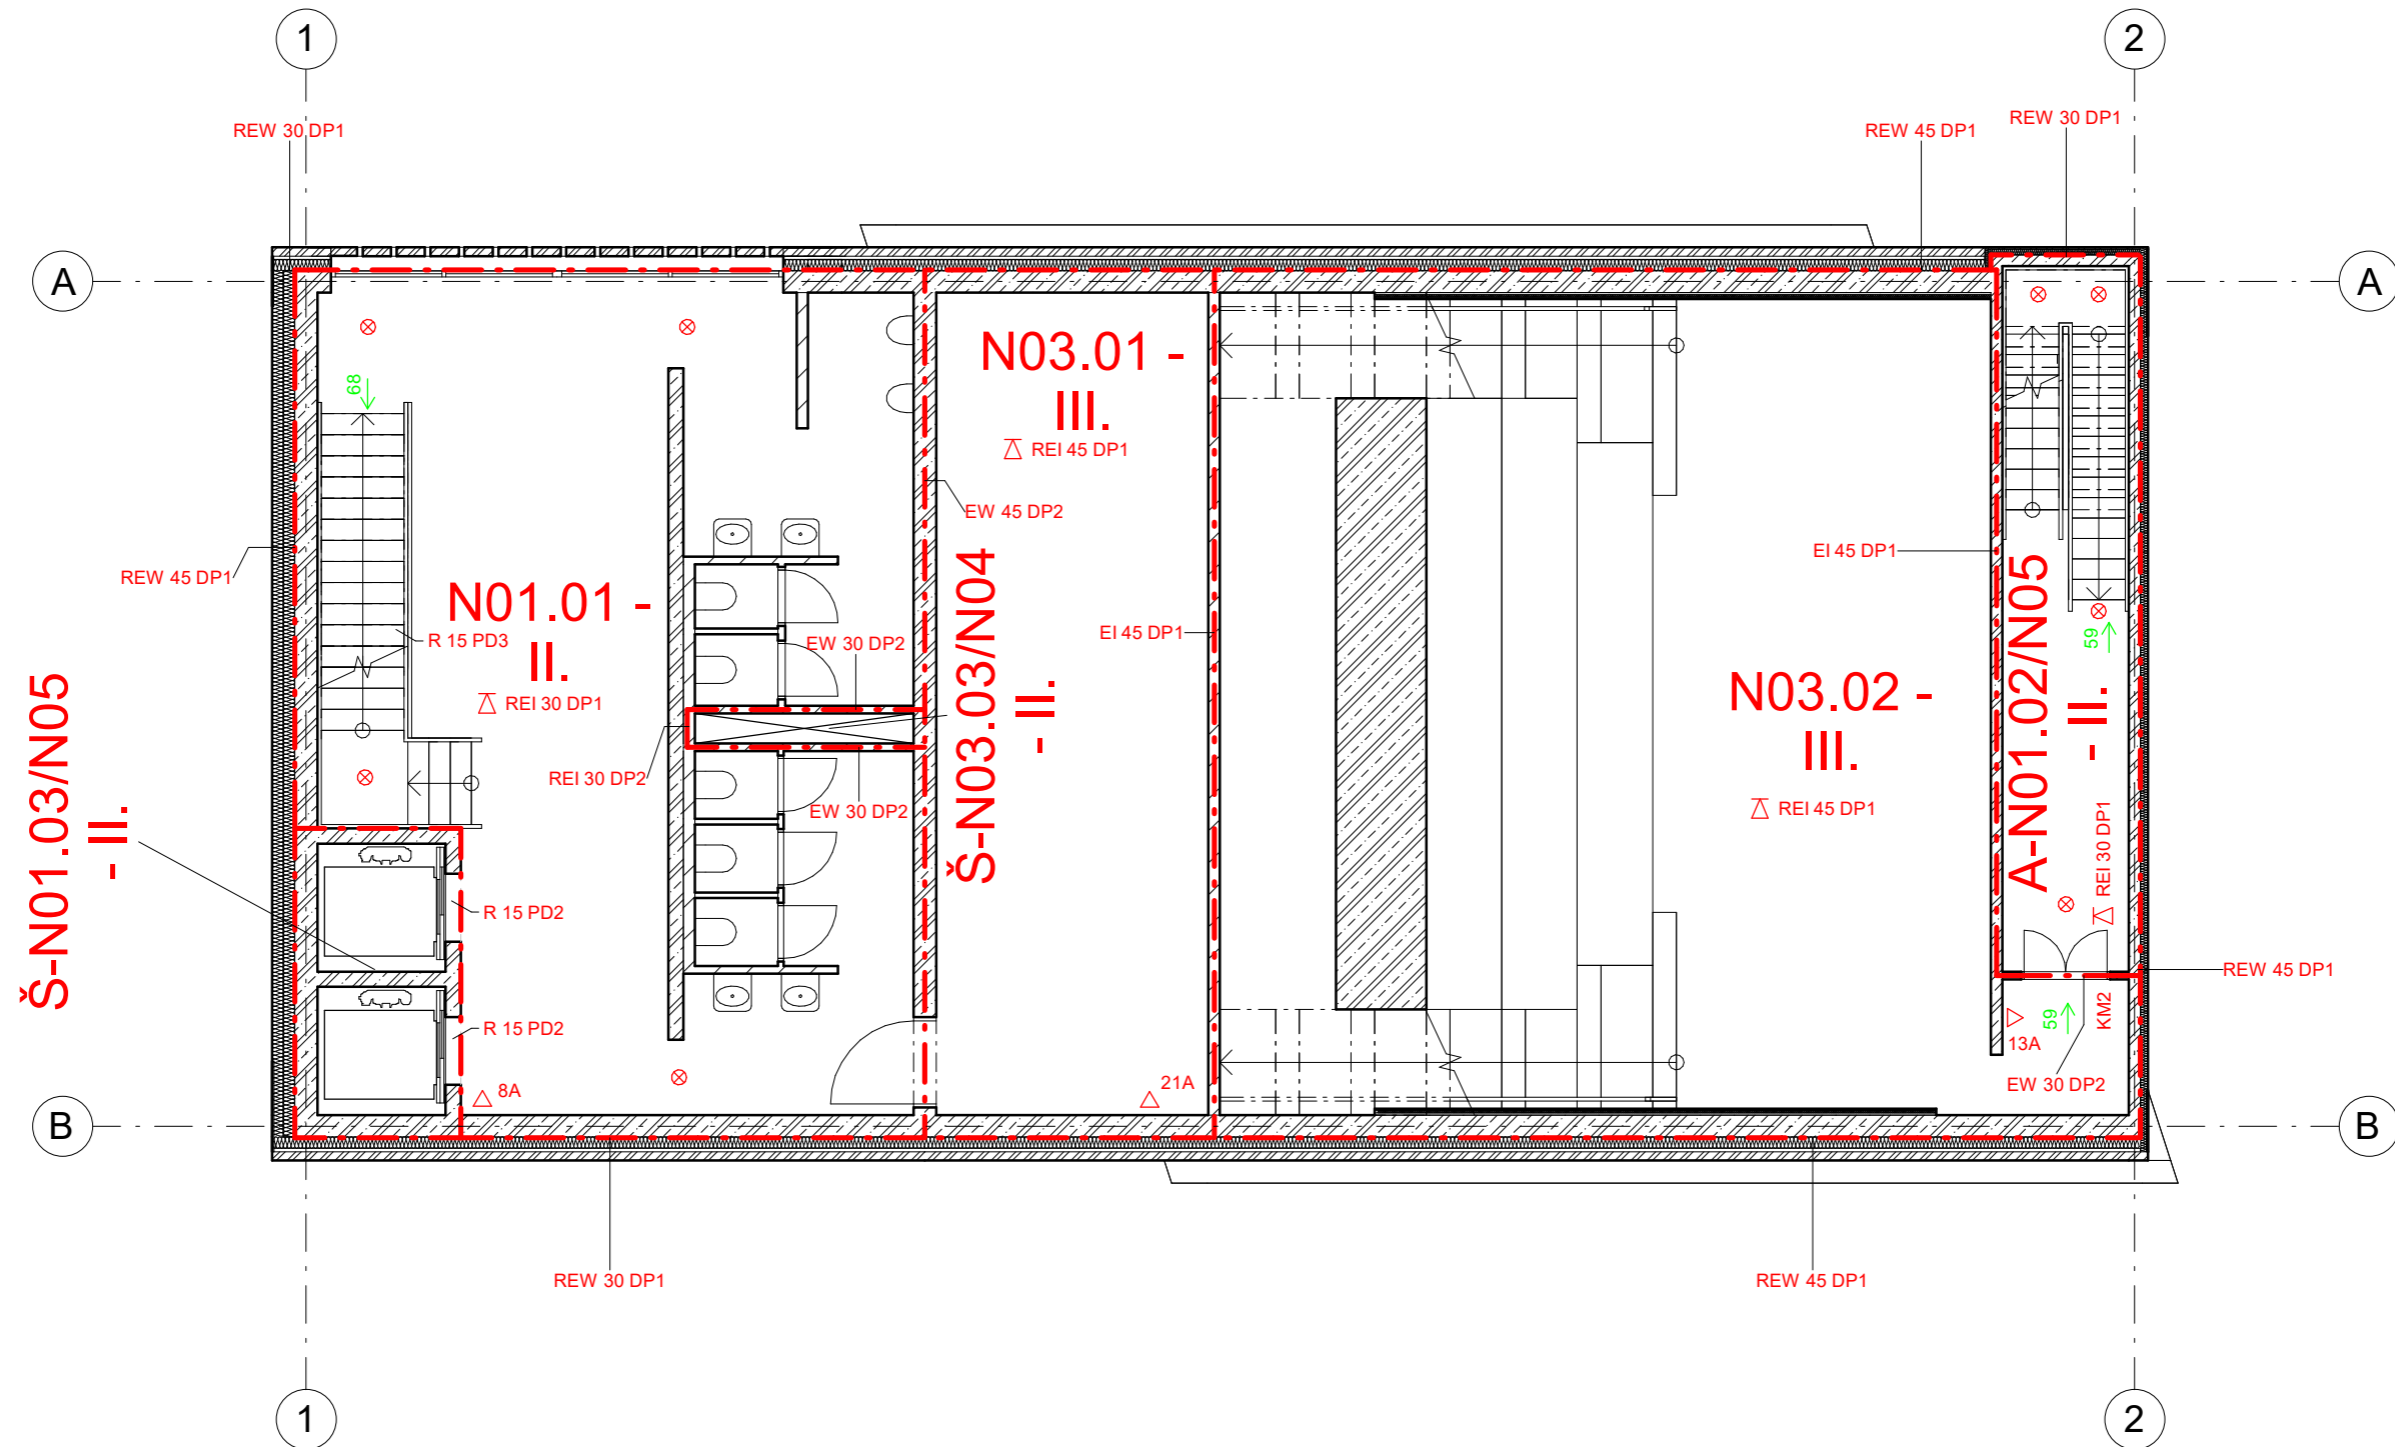 1
2
REW 30 DP1
REW 45 DP1
REW 30 DP1
A
A
68
N03.01 -
III.
REI 45 DP1
EW 45 DP2
REW 45 DP1
EI 45 DP1
N01.01 -
II.
R 15 PD3
REI 30 DP1
EW 30 DP2
EI 45 DP1
Š-N03.03/N04
- II.
A-N01.02/N05
- II.
59
N03.02 -
III.
REI 45 DP1
REI 30 DP2
EW 30 DP2
Š-N01.03/N05
- II.
REI 30 DP1
R 15 PD2
REW 45 DP1
R 15 PD2
59
KM2
13A
8A
21A
EW 30 DP2
B
B
REW 30 DP1
REW 45 DP1
1
2